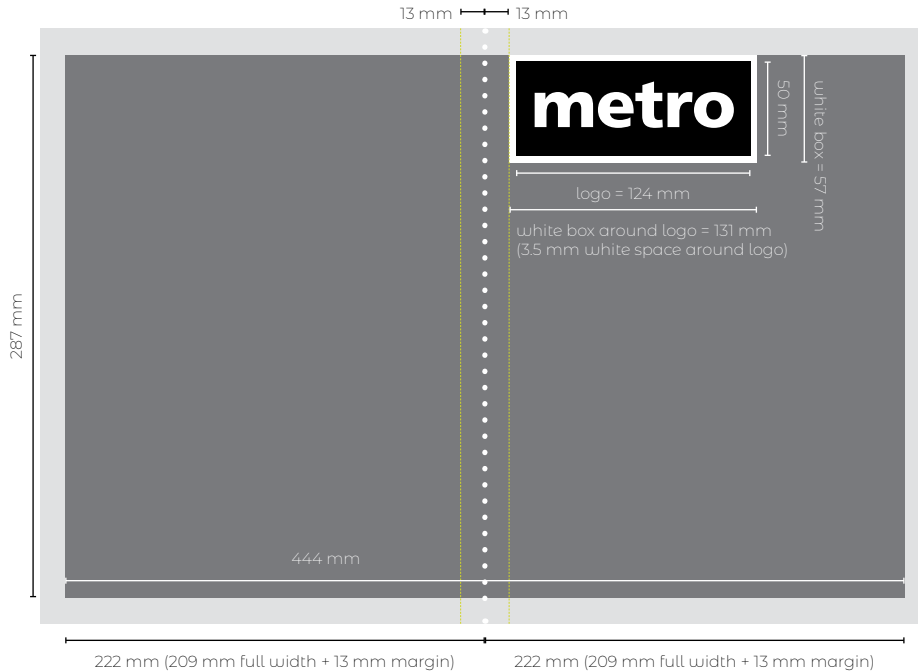 13 mm
13 mm
metro
50 mm
white box = 57 mm
logo = 124 mm
white box around logo = 131 mm
(3.5 mm white space around logo)
287 mm
444 mm
222 mm (209 mm full width + 13 mm margin)
222 mm (209 mm full width + 13 mm margin)